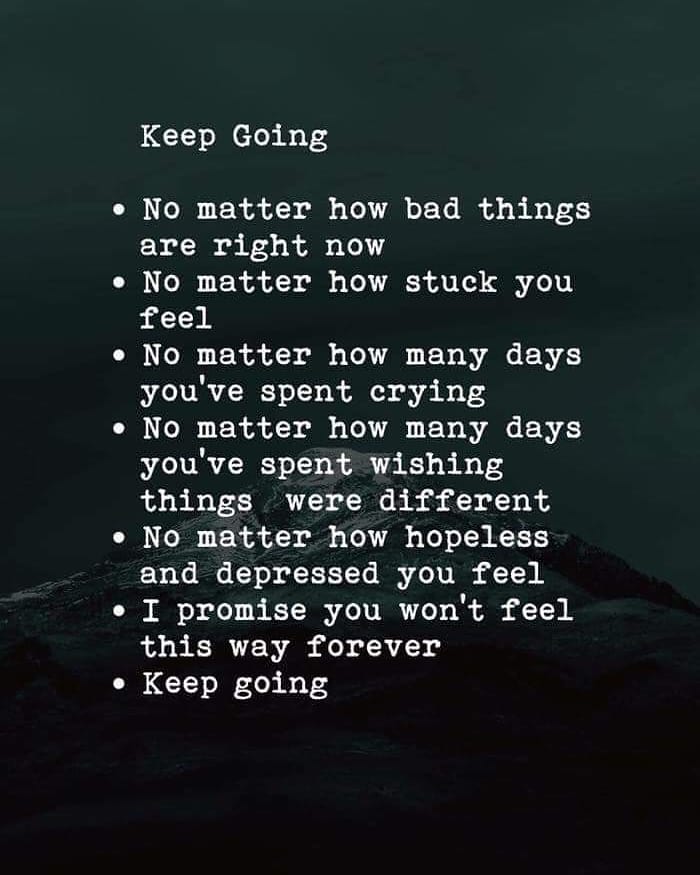 Keep Going
• No matter how bad things
are right now
• No matter how stuck you
feel
• No matter how many days
you've spent crying
• No matter how many days
you've spent wishing
things  were different
• No matter how hopeless
and depressed you feel
• I promise you won't feel
this way forever
• Keep going